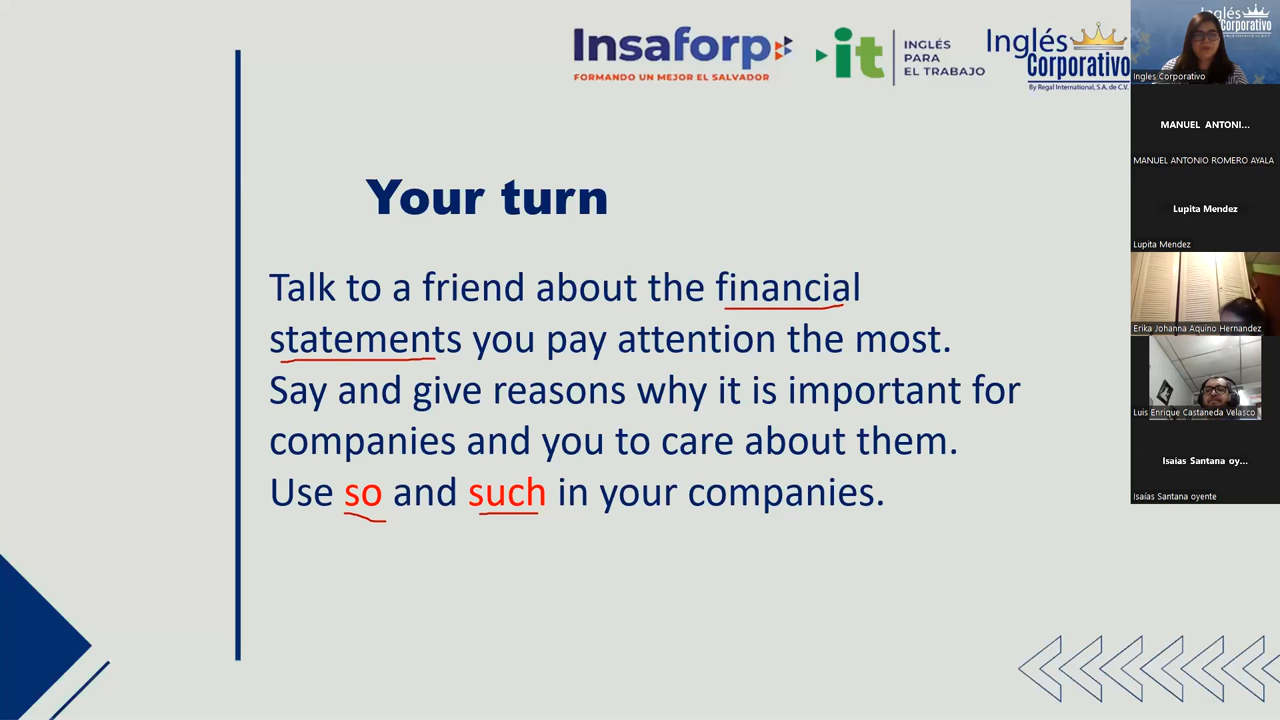 Insaforp
FORMANDO UN MEJOR EL SALVADOR
it
INGLÉS
PARA
EL TRABAJO
Inglés
Corporativo
By Regal International, S.A. de C.V.
Your turn
Talk to a friend about the financial
statements you pay attention the most.
Say and give reasons why it is important for
companies and you to care about them.
Use so and such in your companies.
Inglés
Corporativo
Ingles Corporativo
MANUEL ANTONI...
MANUEL ANTONIO ROMERO AYALA
Lupita Mendez
Lupita Mendez
Erika Johanna Aquino Hernandez
Luis Enrique Castaneda Velasco
Isaías Santana oy...
Isaías Santana oyente